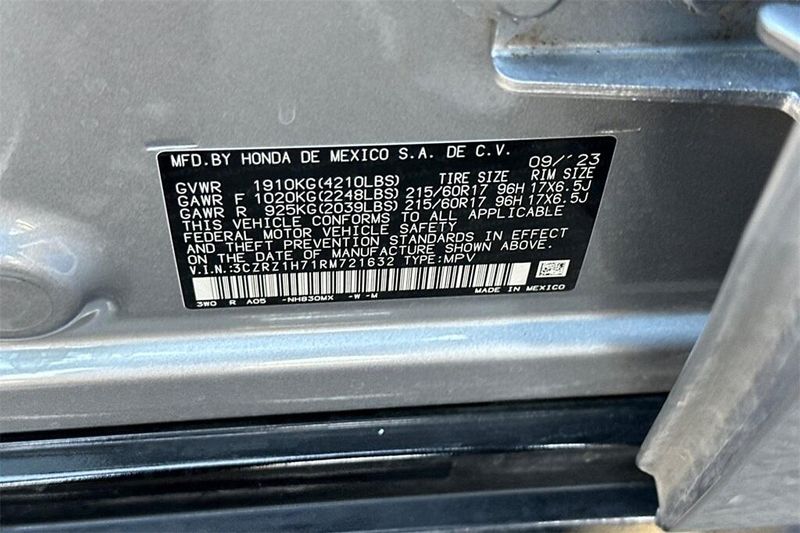 MFD.BY HONDA DE MEXICO S.A. DE C.V. 09/'23
GVWR 1910KG(4210LBS) TIRE SIZE RIM SIZE
GAWR F 1020KG(2248LBS) 215/60R17 96H 17X6.5J
GAWR R 925KG(2039LBS) 215/60R17 96H 17X6.5J
THIS VEHICLE CONFORMS TO ALL APPLICABLE
FEDERAL MOTOR VEHICLE SAFETY
AND THEFT PREVENTION STANDARDS IN EFFECT
ON THE DATE OF MANUFACTURE SHOWN ABOVE.
V.I.N.:3CZRZ1H71RM721632 TYPE:MPV
3W0 R A05 -NH830MX -W -M MADE IN MEXICO